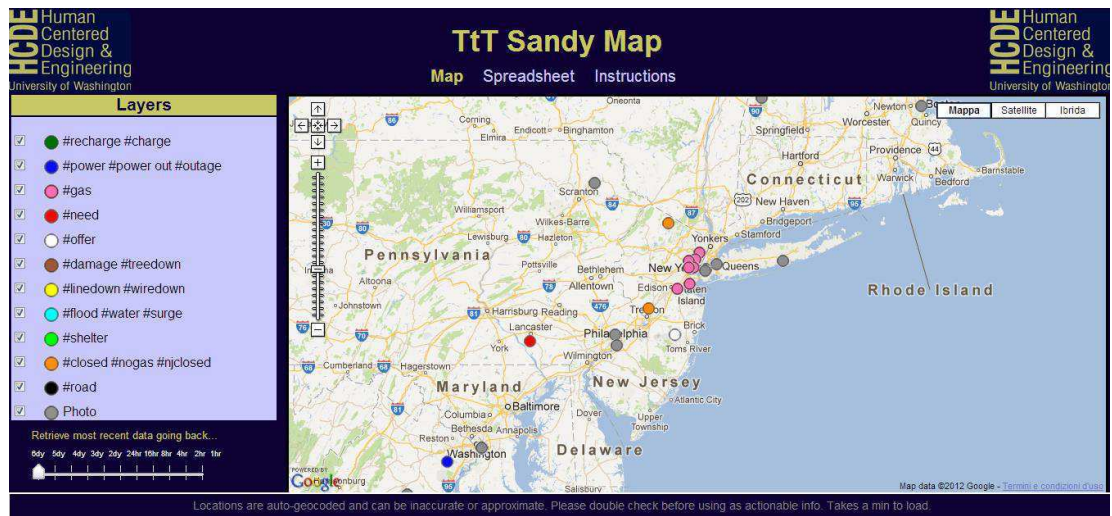 HCDE
Human
Centered
Design &
Engineering
University of Washington
TtT Sandy Map
Map Spreadsheet Instructions
HCDE
Human
Centered
Design &
Engineering
University of Washington
Layers
#recharge #charge
#power #power out #outage
#gas
#need
#offer
#damage #treedown
#linedown #wiredown
#flood #water #surge
#shelter
#closed #nogas #njclosed
#road
Photo
Retrieve most recent data going back...
6dy 5dy 4dy 3dy 2dy 24hr 16hr 8hr 4hr 2hr 1hr
Mappa Satellite Ibrida
Oneonta
Corning
Elmira
Endicott
Binghamton
Springfield
Worcester
Newton
Quincy
Hartford
Providence
Connecticut
Warwick
New
Bedford
Barnstable
Scranton
New Haven
Bridgeport
Williamsport
Wilkes-Barre
Stamford
Yonkers
Lewisburg
Hazleton
Pennsylvania
Pottsville
Bethlehem
Allentown
Queens
Edison
Island
Rhode Island
Altoona
Johnstown
Harrisburg
Reading
Lancaster
York
Brick
Toms River
Wilmington
Cumberland
Hagerstown
Maryland
New Jersey
Atlantic City
Baltimore
Columbia
Dover
Upper
Township
Bethesda
Annapolis
Reston
Washington
Delaware
Salisbury
POWERED BY
Google
Map data ©2012 Google - Termini e condizioni d'uso
Locations are auto-geocoded and can be inaccurate or approximate. Please double check before using as actionable info. Takes a min to load.